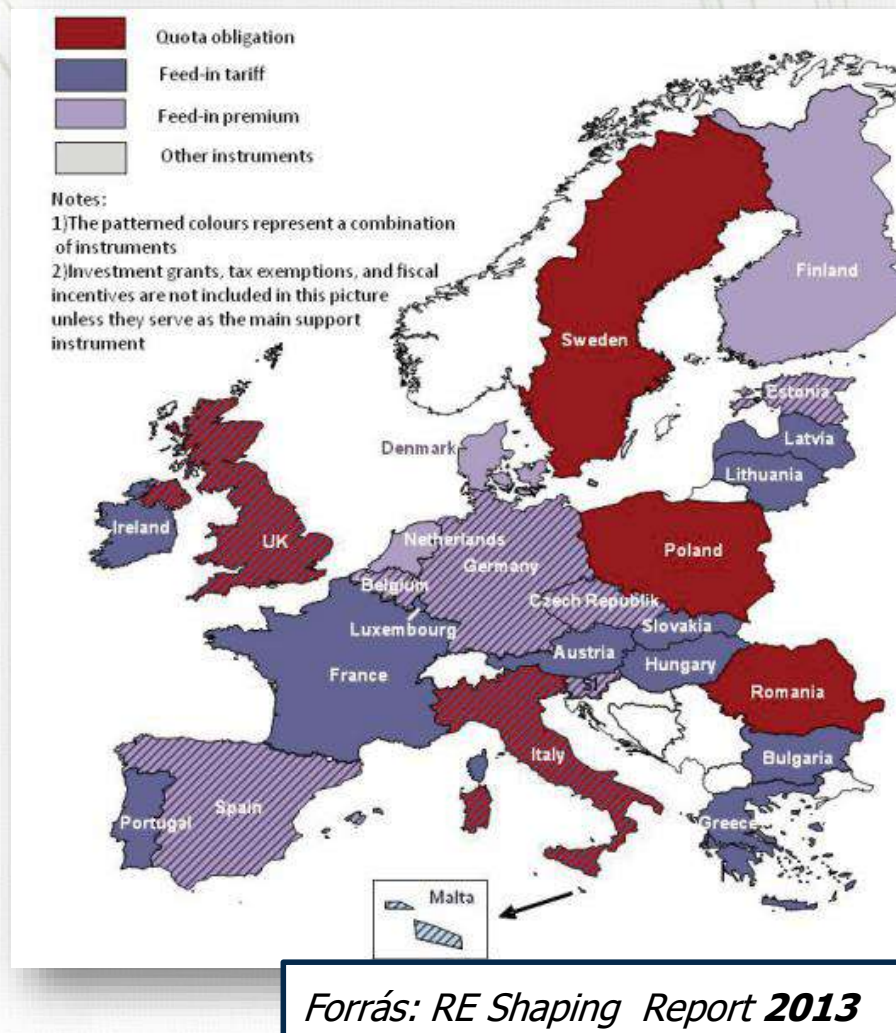 Quota obligation
Feed-in tariff
Feed-in premium
Other instruments
Notes:
1)The patterned colours represent a combination
of instruments
2)Investment grants, tax exemptions, and fiscal
incentives are not included in this picture
unless they serve as the main support
instrument
Finland
Sweden
Estonia
Latvia
Denmark
Lithuania
Ireland
UK
Netherlands
Germany
Poland
Belgium
Czech Republik
Luxembourg
Slovakia
Austria
Hungary
France
Romania
Italy
Bulgaria
Spain
Portugal
Greece
Malta
Forrás: RE Shaping Report 2013